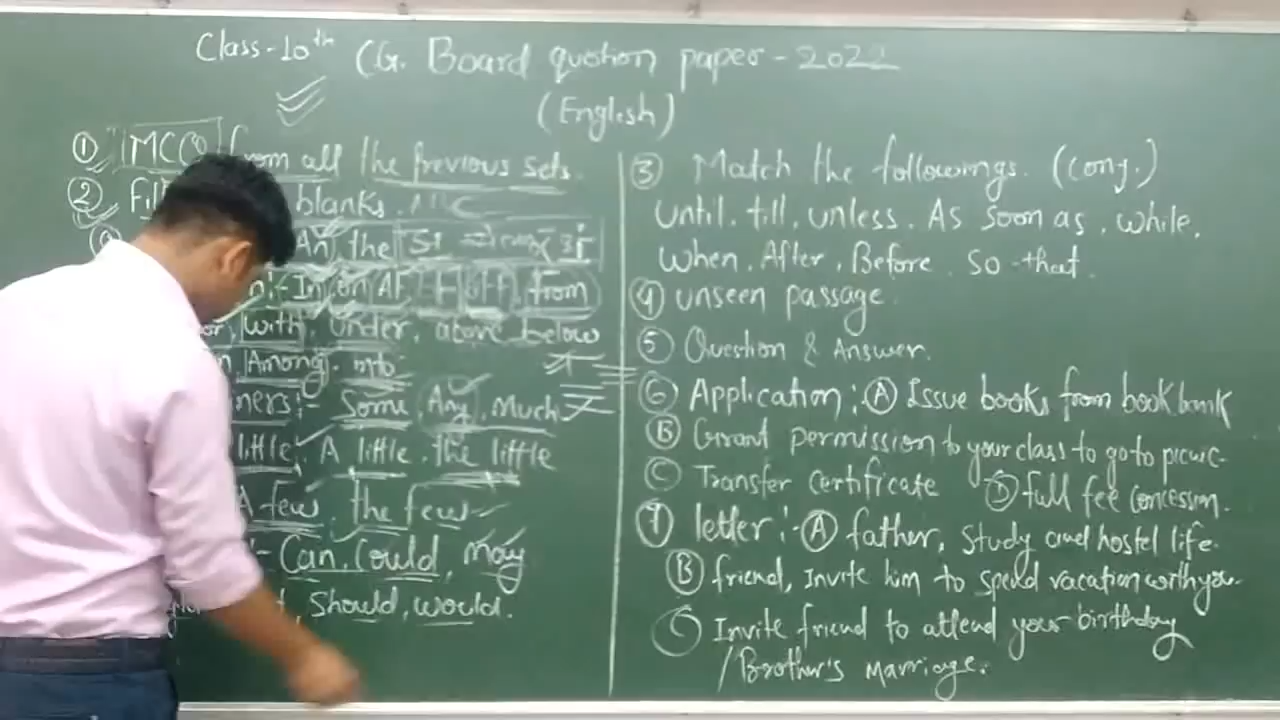 Class-10th CG. Board question paper - 2022
(English)
① MCQ from all the previous sets.
② Fill blanks.
An, the
In, on, At, off, from
with, under, above below
Among. into
Some, Any, Much
little, A little, the little
A few, the few
Can, Could, may
Should, would.
③ Match the followings. (conj.)
Until, till, unless, As soon as, while,
When, After, Before, So-that.
④ unseen passage.
⑤ Question & Answer.
⑥ Application: Ⓐ Issue books from book bank
Ⓑ Grant permission to your class to go to picnic.
Ⓒ Transfer Certificate Ⓓ full fee concession.
⑦ letter:- Ⓐ father, study and hostel life.
Ⓑ friend, Invite him to spend vacation with you.
Ⓒ Invite friend to attend your birthday
/Brother's Marriage.